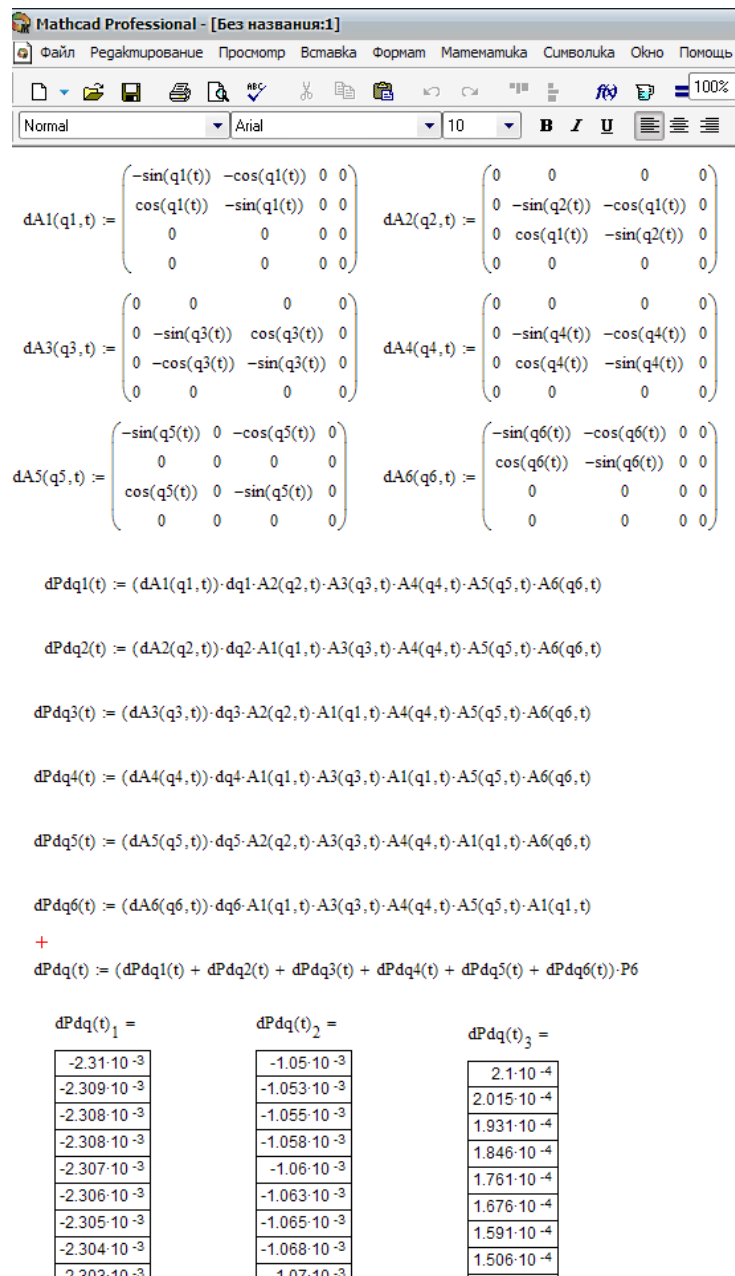 Mathcad Professional - [Без названия:1]
Файл Редактирование Просмотр Вставка Формат Математика Символика Окно Помощь
100%
Normal Arial 10 B I U
dA1(q1,t) := (−sin(q1(t)) −cos(q1(t)) 0 0
cos(q1(t)) −sin(q1(t)) 0 0
0 0 0 0
0 0 0 0)
dA2(q2,t) := (0 0 0 0
0 −sin(q2(t)) −cos(q1(t)) 0
0 cos(q1(t)) −sin(q2(t)) 0
0 0 0 0)
dA3(q3,t) := (0 0 0 0
0 −sin(q3(t)) cos(q3(t)) 0
0 −cos(q3(t)) −sin(q3(t)) 0
0 0 0 0)
dA4(q4,t) := (0 0 0 0
0 −sin(q4(t)) −cos(q4(t)) 0
0 cos(q4(t)) −sin(q4(t)) 0
0 0 0 0)
dA5(q5,t) := (−sin(q5(t)) 0 −cos(q5(t)) 0
0 0 0 0
cos(q5(t)) 0 −sin(q5(t)) 0
0 0 0 0)
dA6(q6,t) := (−sin(q6(t)) −cos(q6(t)) 0 0
cos(q6(t)) −sin(q6(t)) 0 0
0 0 0 0
0 0 0 0)
dPdq1(t) := (dA1(q1,t))·dq1·A2(q2,t)·A3(q3,t)·A4(q4,t)·A5(q5,t)·A6(q6,t)
dPdq2(t) := (dA2(q2,t))·dq2·A1(q1,t)·A3(q3,t)·A4(q4,t)·A5(q5,t)·A6(q6,t)
dPdq3(t) := (dA3(q3,t))·dq3·A2(q2,t)·A1(q1,t)·A4(q4,t)·A5(q5,t)·A6(q6,t)
dPdq4(t) := (dA4(q4,t))·dq4·A1(q1,t)·A3(q3,t)·A1(q1,t)·A5(q5,t)·A6(q6,t)
dPdq5(t) := (dA5(q5,t))·dq5·A2(q2,t)·A3(q3,t)·A4(q4,t)·A1(q1,t)·A6(q6,t)
dPdq6(t) := (dA6(q6,t))·dq6·A1(q1,t)·A3(q3,t)·A4(q4,t)·A5(q5,t)·A1(q1,t)
dPdq(t) := (dPdq1(t) + dPdq2(t) + dPdq3(t) + dPdq4(t) + dPdq5(t) + dPdq6(t))·P6
dPdq(t)1 =
-2.31·10 -3
-2.309·10 -3
-2.308·10 -3
-2.308·10 -3
-2.307·10 -3
-2.306·10 -3
-2.305·10 -3
-2.304·10 -3
-2.303·10 -3
dPdq(t)2 =
-1.05·10 -3
-1.053·10 -3
-1.055·10 -3
-1.058·10 -3
-1.06·10 -3
-1.063·10 -3
-1.065·10 -3
-1.068·10 -3
-1.07·10 -3
dPdq(t)3 =
2.1·10 -4
2.015·10 -4
1.931·10 -4
1.846·10 -4
1.761·10 -4
1.676·10 -4
1.591·10 -4
1.506·10 -4